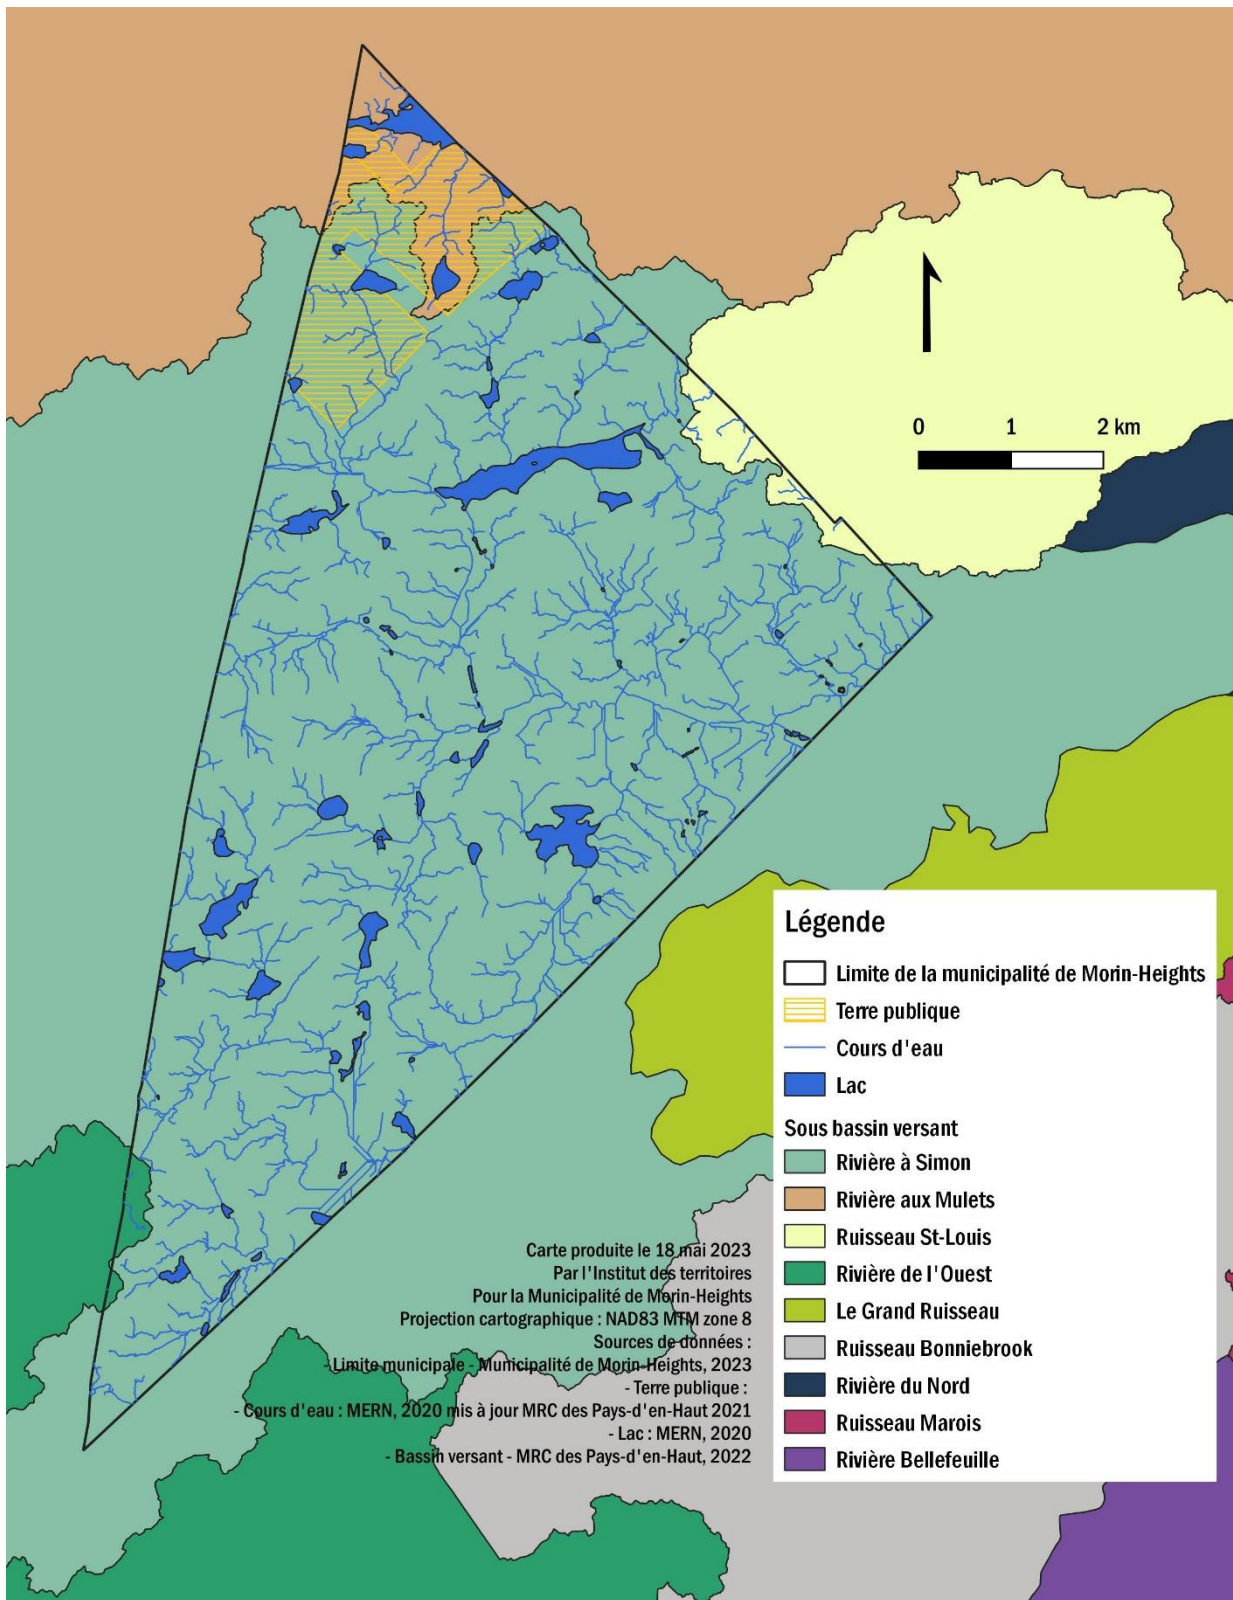 0 1 2 km
Légende
Limite de la municipalité de Morin-Heights
Terre publique
Cours d'eau
Lac
Sous bassin versant
Rivière à Simon
Rivière aux Mulets
Ruisseau St-Louis
Rivière de l'Ouest
Le Grand Ruisseau
Ruisseau Bonniebrook
Rivière du Nord
Ruisseau Marois
Rivière Bellefeuille
Carte produite le 18 mai 2023
Par l'Institut des territoires
Pour la Municipalité de Morin-Heights
Projection cartographique : NAD83 MTM zone 8
Sources de données :
- Limite municipale - Municipalité de Morin-Heights, 2023
- Terre publique :
- Cours d'eau : MERN, 2020 mis à jour MRC des Pays-d'en-Haut 2021
- Lac : MERN, 2020
- Bassin versant - MRC des Pays-d'en-Haut, 2022